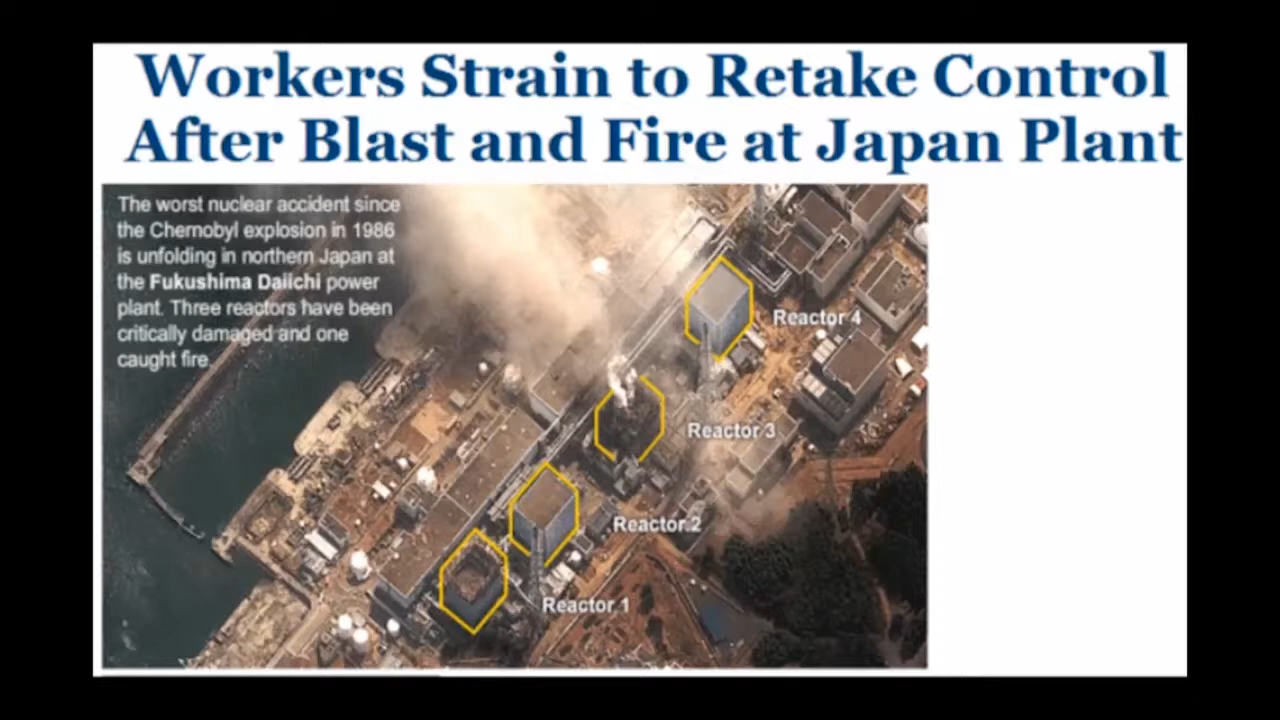 Workers Strain to Retake Control
After Blast and Fire at Japan Plant
The worst nuclear accident since
the Chernobyl explosion in 1986
is unfolding in northern Japan at
the Fukushima Daiichi power
plant. Three reactors have been
critically damaged and one
caught fire.
Reactor 4
Reactor 3
Reactor 2
Reactor 1